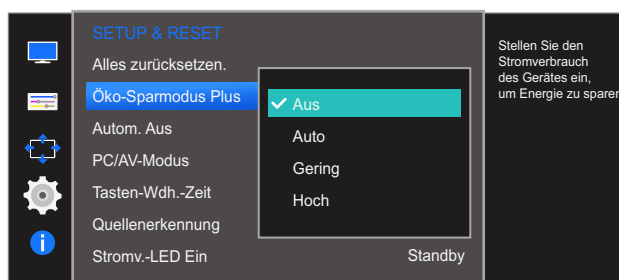 SETUP & RESET
Alles zurücksetzen.
Öko-Sparmodus Plus
Autom. Aus
PC/AV-Modus
Tasten-Wdh.-Zeit
Quellenerkennung
Stromv.-LED Ein
Aus
Auto
Gering
Hoch
Standby
Stellen Sie den
Stromverbrauch
des Gerätes ein,
um Energie zu sparen